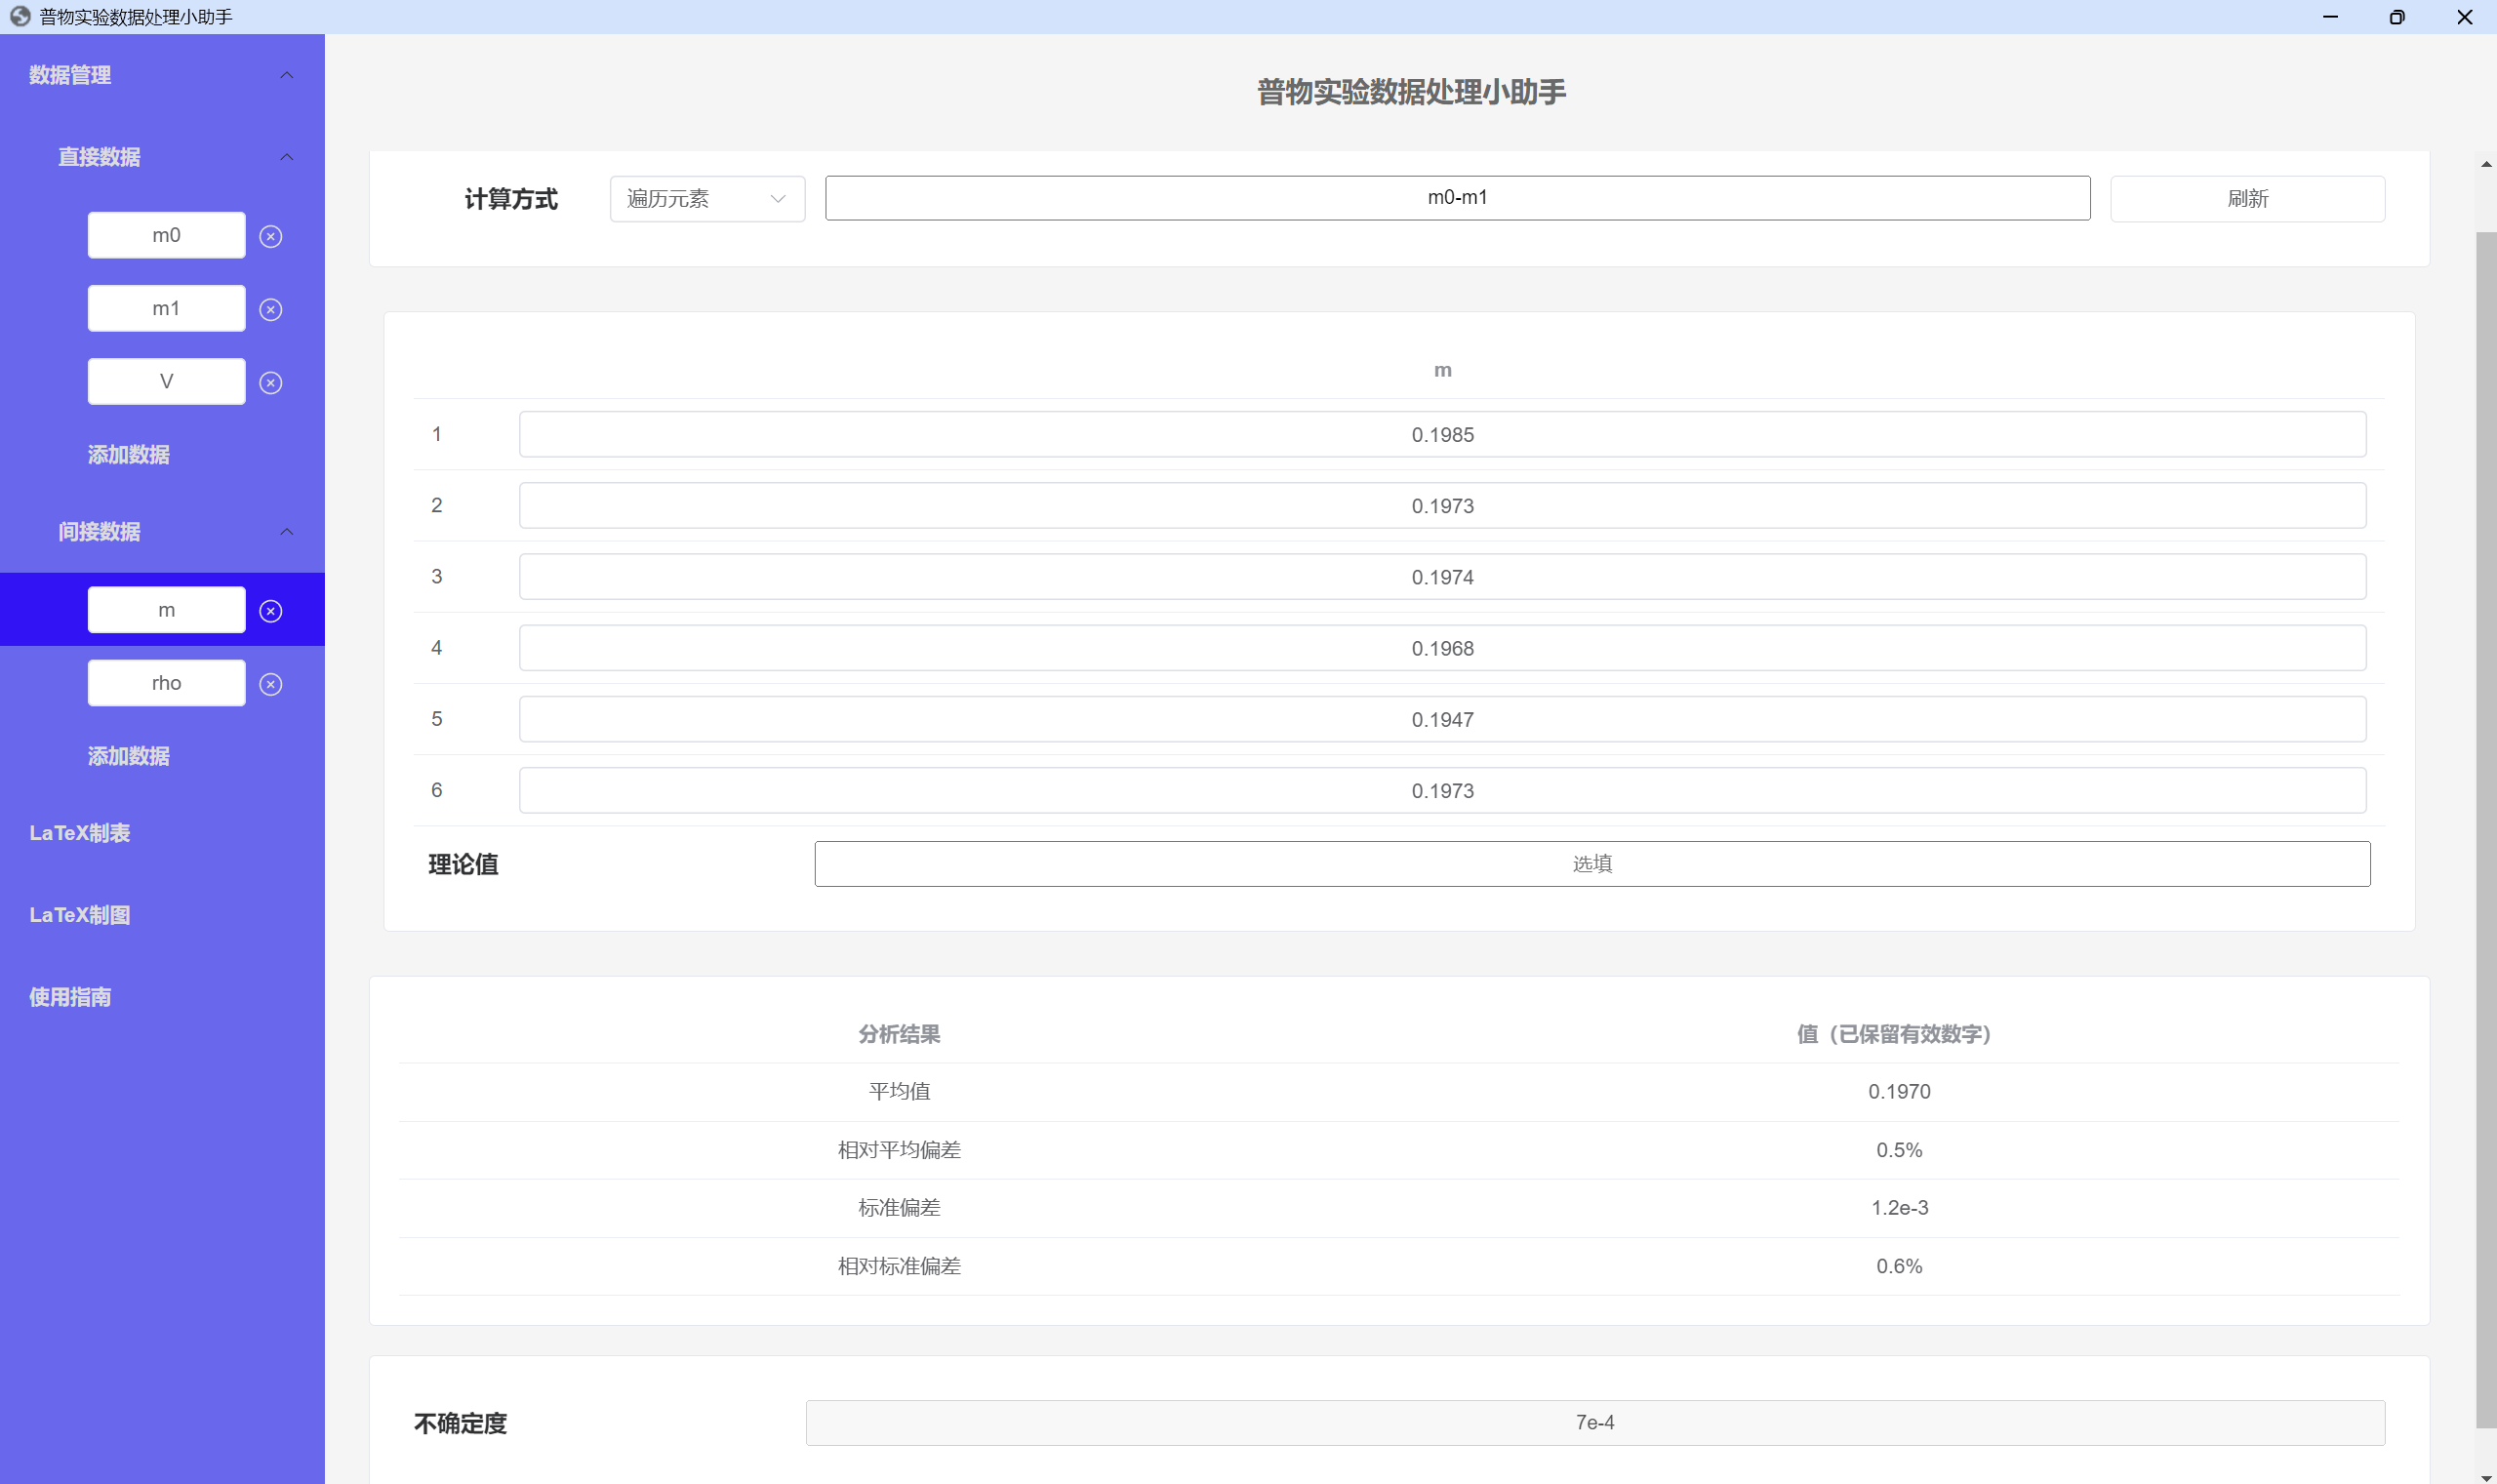 普物实验数据处理小助手
数据管理
直接数据
m0
m1
V
添加数据
间接数据
m
rho
添加数据
LaTeX制表
LaTeX制图
使用指南
普物实验数据处理小助手
计算方式 遍历元素 m0-m1 刷新
m
1 0.1985
2 0.1973
3 0.1974
4 0.1968
5 0.1947
6 0.1973
理论值 选填
分析结果 值（已保留有效数字）
平均值 0.1970
相对平均偏差 0.5%
标准偏差 1.2e-3
相对标准偏差 0.6%
不确定度 7e-4